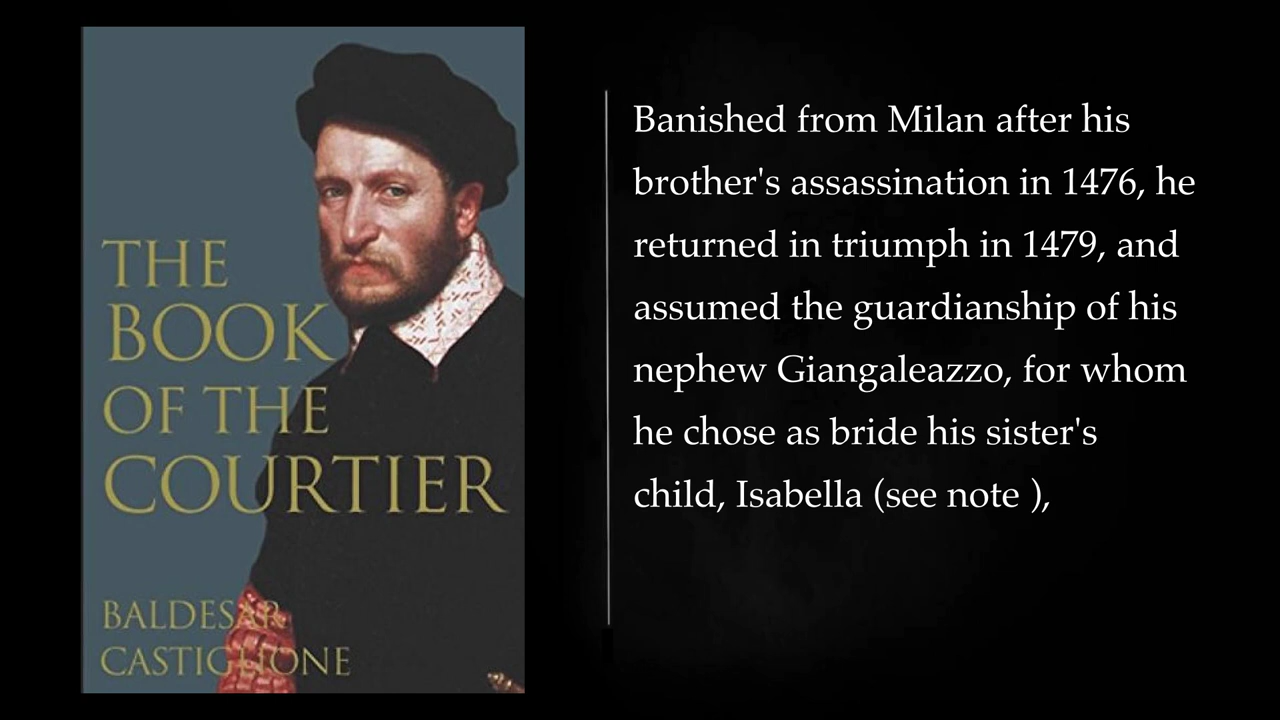 THE
BOOK
OF THE
COURTIER
BALDESAR
CASTIGLIONE
Banished from Milan after his
brother's assassination in 1476, he
returned in triumph in 1479, and
assumed the guardianship of his
nephew Giangaleazzo, for whom
he chose as bride his sister's
child, Isabella (see note ),